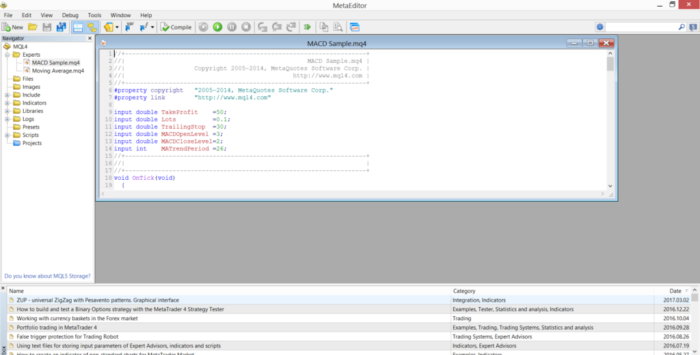 MetaEditor
File Edit View Debug Tools Window Help
New Compile
Navigator
MQL4
Experts
MACD Sample.mq4
Moving Average.mq4
Files
Images
Include
Indicators
Libraries
Logs
Presets
Scripts
Projects
Do you know about MQL5 Storage?
MACD Sample.mq4
1 //+------------------------------------------------------------------+
2 //| MACD Sample.mq4 |
3 //| Copyright 2005-2014, MetaQuotes Software Corp. |
4 //| http://www.mql4.com |
5 //+------------------------------------------------------------------+
6 #property copyright "2005-2014, MetaQuotes Software Corp."
7 #property link "http://www.mql4.com"
8
9 input double TakeProfit =50;
10 input double Lots =0.1;
11 input double TrailingStop =30;
12 input double MACDOpenLevel =3;
13 input double MACDCloseLevel=2;
14 input int MATrendPeriod =26;
15 //+------------------------------------------------------------------+
16 //| |
17 //+------------------------------------------------------------------+
18 void OnTick(void)
19 {
Name Category Date
ZUP - universal ZigZag with Pesavento patterns. Graphical interface Integration, Indicators 2017.03.02
How to build and test a Binary Options strategy with the MetaTrader 4 Strategy Tester Examples, Tester, Statistics and analysis, Indicators 2016.12.22
Working with currency baskets in the Forex market Trading 2016.10.04
Portfolio trading in MetaTrader 4 Examples, Trading, Trading Systems, Statistics and analysis 2016.09.28
False trigger protection for Trading Robot Trading Systems, Expert Advisors 2016.08.26
Using text files for storing input parameters of Expert Advisors, indicators and scripts Indicators, Expert Advisors 2016.07.19